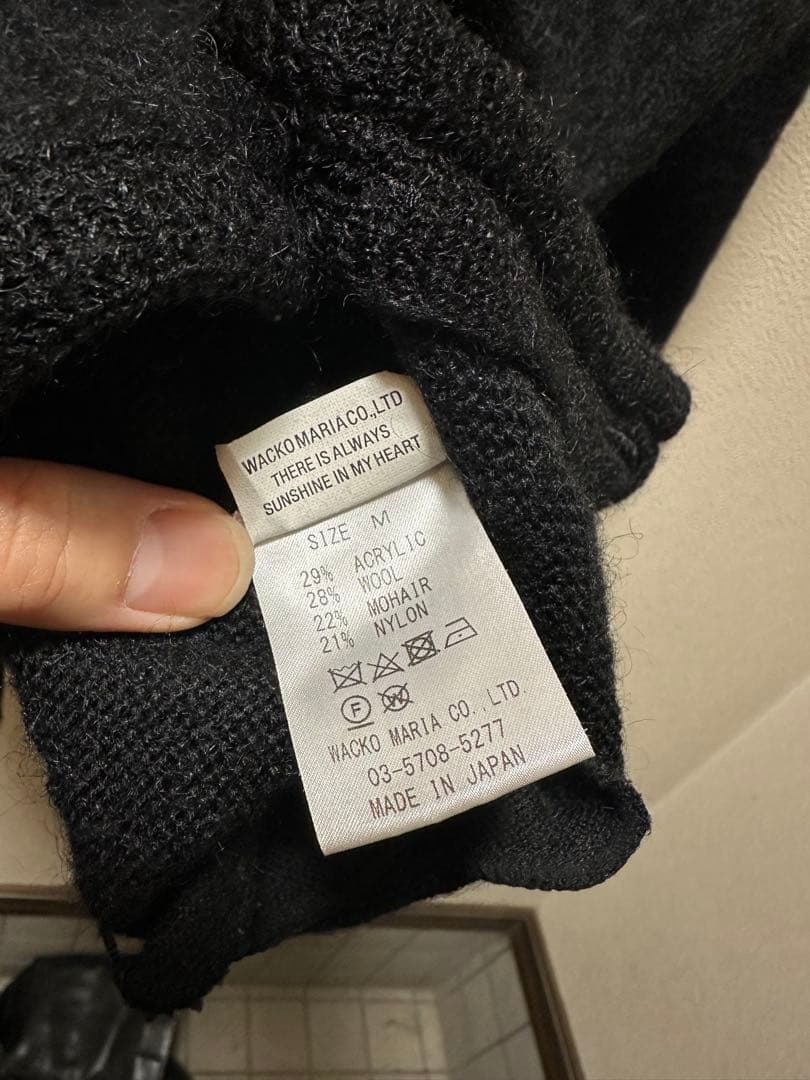 WACKO MARIA CO.,LTD
THERE IS ALWAYS
SUNSHINE IN MY HEART
SIZE M
29% ACRYLIC
28% WOOL
22% MOHAIR
21% NYLON
F W
WACKO MARIA CO.,LTD.
03-5708-5277
MADE IN JAPAN